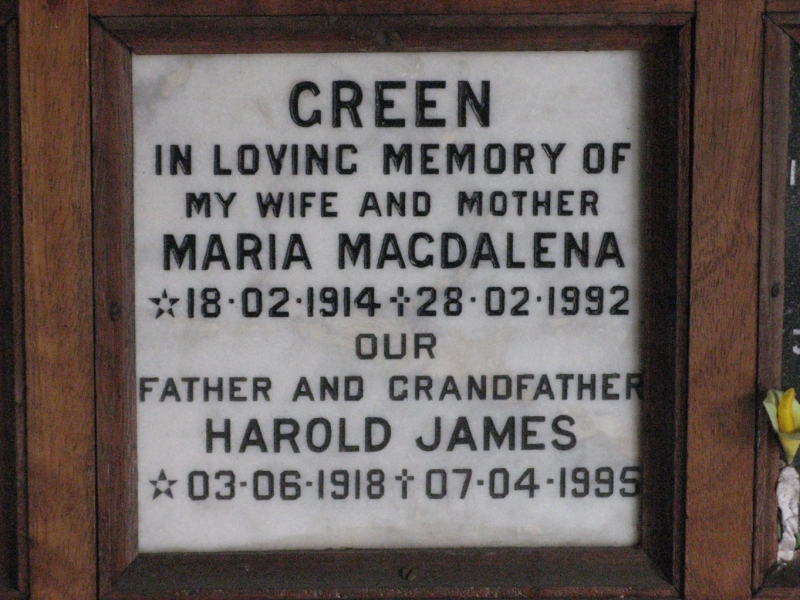 GREEN
IN LOVING MEMORY OF
MY WIFE AND MOTHER
MARIA MAGDALENA
☆18·02·1914✝28·02·1992
OUR
FATHER AND GRANDFATHER
HAROLD JAMES
☆03·06·1918✝07·04·1995